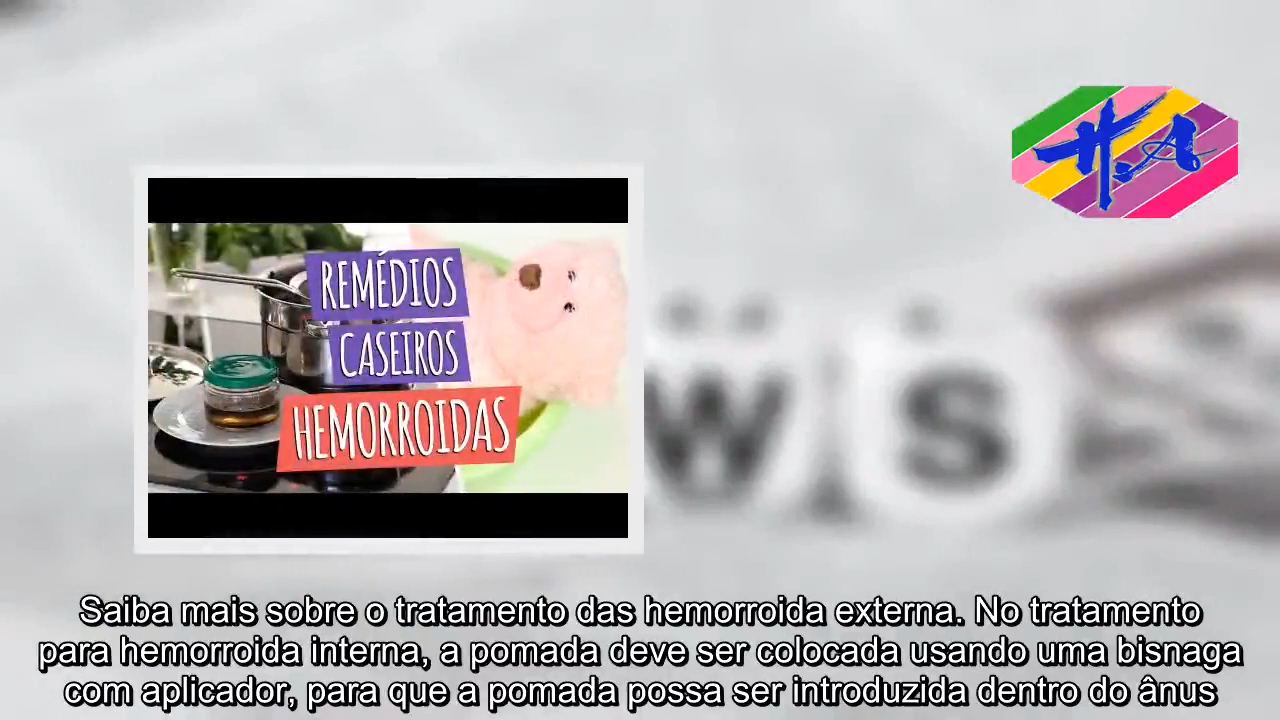 H.A
REMÉDIOS
CASEIROS
HEMORROIDAS
w s
Saiba mais sobre o tratamento das hemorroida externa. No tratamento
para hemorroida interna, a pomada deve ser colocada usando uma bisnaga
com aplicador, para que a pomada possa ser introduzida dentro do ânus